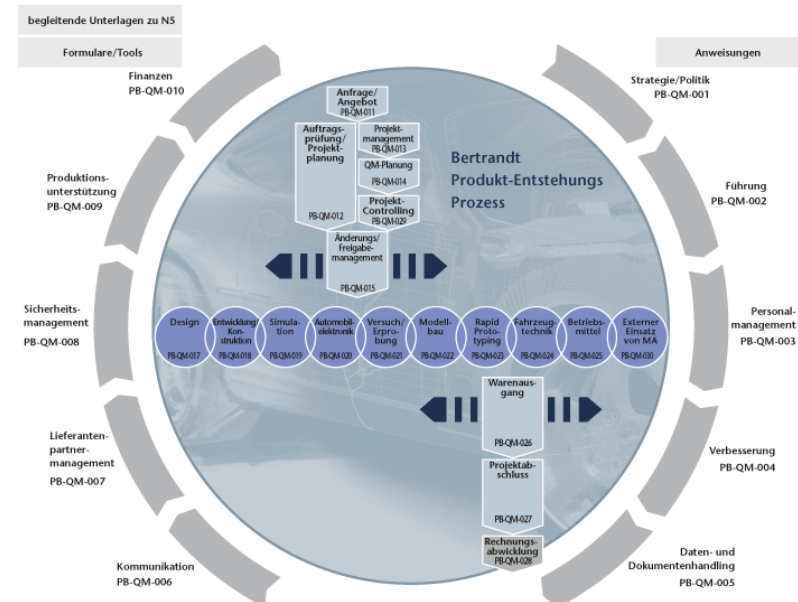 begleitende Unterlagen zu N5
Formulare/Tools
Anweisungen
Finanzen
PB-QM-010
Strategie/Politik
PB-QM-001
Anfrage/
Angebot
PB-QM-011
Auftrags-
prüfung/
Projekt-
planung
PB-QM-012
Projekt-
management
PB-QM-013
QM-Planung
PB-QM-014
Projekt-
Controlling
PB-QM-029
Änderungs/
Freigabe-
management
PB-QM-015
Bertrandt
Produkt-Entstehungs
Prozess
Produktions-
unterstützung
PB-QM-009
Führung
PB-QM-002
Sicherheits-
management
PB-QM-008
Personal-
management
PB-QM-003
Design
PB-QM-017
Entwicklung/
Kon-
struktion
PB-QM-018
Simula-
tion
PB-QM-019
Automobil-
elektronik
PB-QM-020
Versuch/
Erpro-
bung
PB-QM-021
Modell-
bau
PB-QM-022
Rapid
Proto-
typing
PB-QM-023
Fahrzeug-
technik
PB-QM-024
Betriebs-
mittel
PB-QM-025
Externer
Einsatz
von MA
PB-QM-030
Warenaus-
gang
PB-QM-026
Projektab-
schluss
PB-QM-027
Rechnungs-
abwicklung
PB-QM-028
Lieferanten-
partner-
management
PB-QM-007
Verbesserung
PB-QM-004
Kommunikation
PB-QM-006
Daten- und
Dokumentenhandling
PB-QM-005